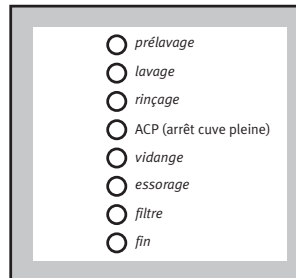 prélavage
lavage
rinçage
ACP (arrêt cuve pleine)
vidange
essorage
filtre
fin